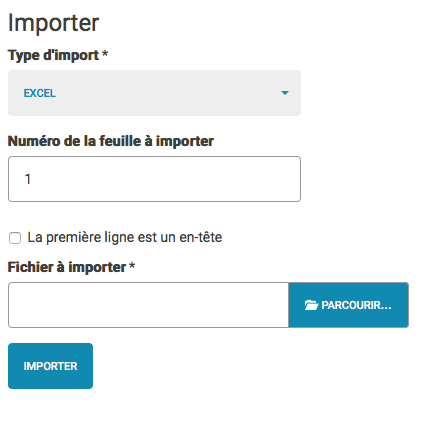 Importer
Type d'import *
EXCEL
Numéro de la feuille à importer
1
La première ligne est un en-tête
Fichier à importer *
PARCOURIR...
IMPORTER